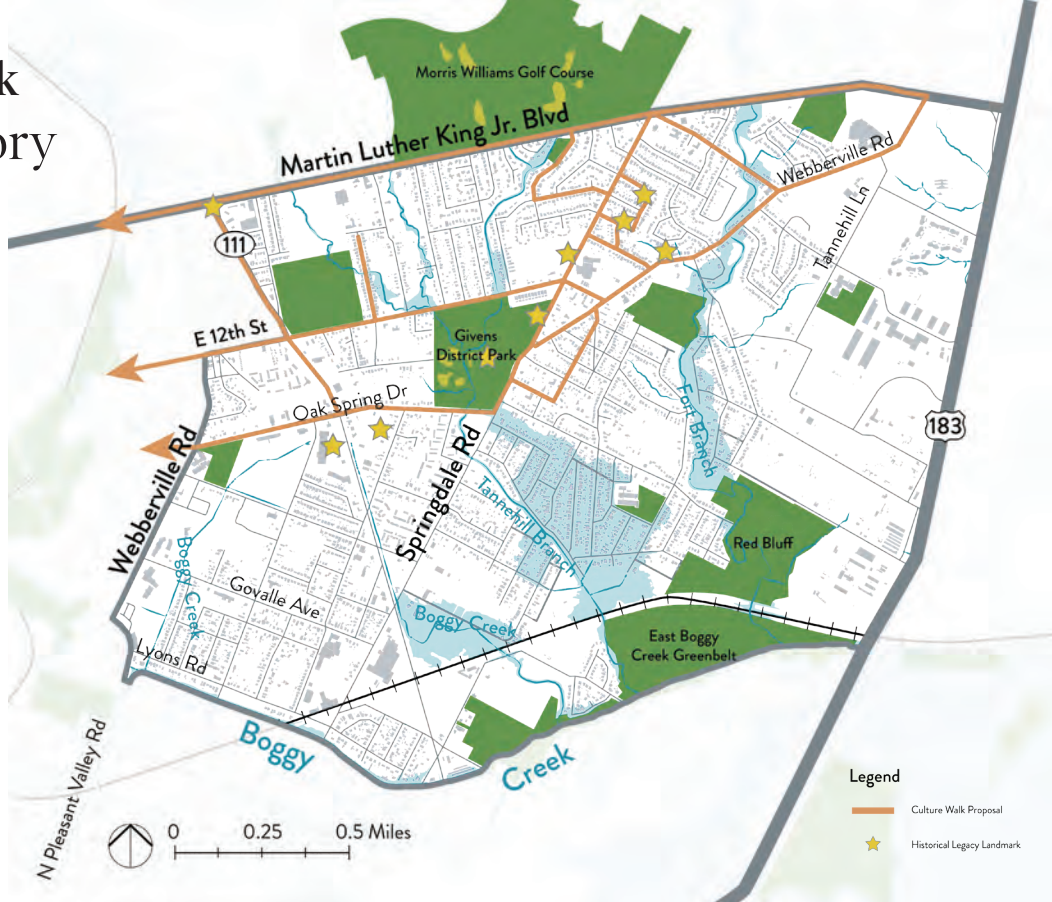 k
ory
Morris Williams Golf Course
Martin Luther King Jr. Blvd
Webberville Rd
Tannehill Ln
111
E 12th St
Givens
District Park
Oak Spring Dr
183
Fort Branch
Webberville Rd
Springdale Rd
Tannehill Branch
Red Bluff
Boggy Creek
Govalle Ave
Boggy Creek
East Boggy
Creek Greenbelt
Lyons Rd
Boggy
Creek
N Pleasant Valley Rd
Legend
Culture Walk Proposal
Historical Legacy Landmark
0 0.25 0.5 Miles